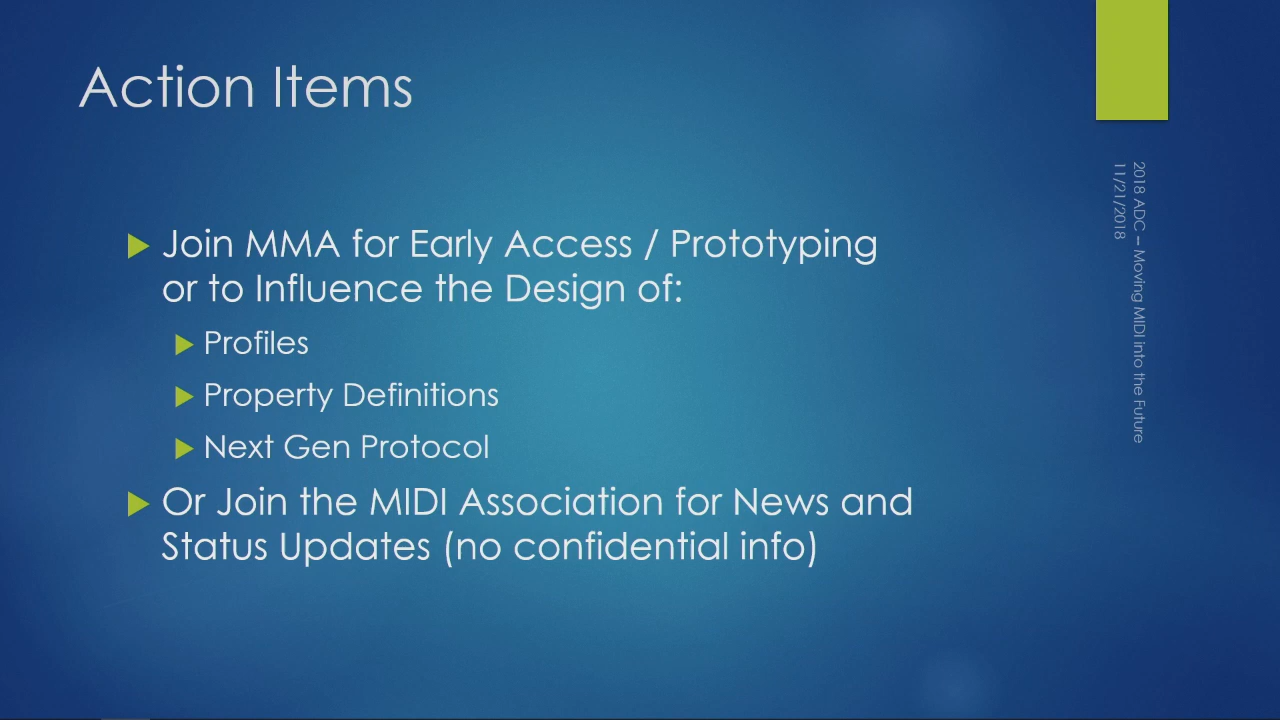 Action Items
Join MMA for Early Access / Prototyping
or to Influence the Design of:
Profiles
Property Definitions
Next Gen Protocol
Or Join the MIDI Association for News and
Status Updates (no confidential info)
2018 ADC – Moving MIDI into the Future
11/21/2018